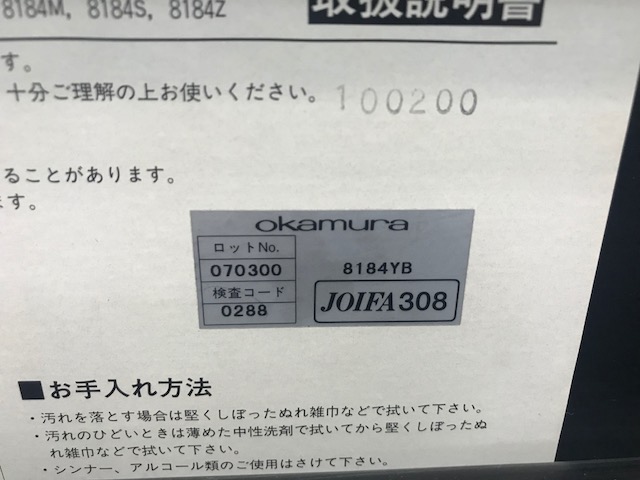 8184M, 8184S, 8184Z
取扱説明書
す。
十分ご理解の上お使いください。
100200
ることがあります。
ます。
okamura
ロットNo.
070300
8184YB
検査コード
0288
JOIFA308
■お手入れ方法
・汚れを落とす場合は堅くしぼったぬれ雑巾などで拭いて下さい。
・汚れのひどいときは薄めた中性洗剤で拭いてから堅くしぼったぬ
れ雑巾などで拭いて下さい。
・シンナー、アルコール類のご使用はさけて下さい。